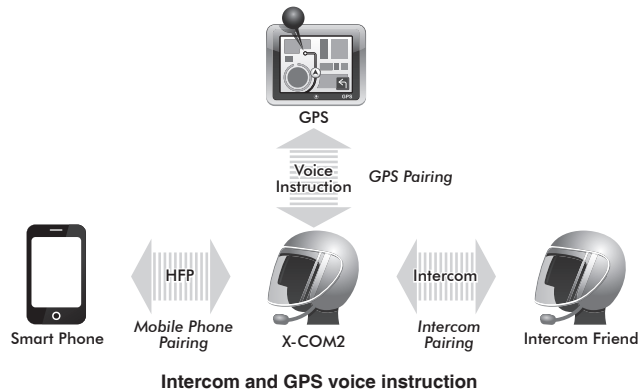 GPS
GPS
Voice
Instruction
GPS Pairing
HFP
Intercom
Smart Phone
Mobile Phone
Pairing
X-COM2
Intercom
Pairing
Intercom Friend
Intercom and GPS voice instruction